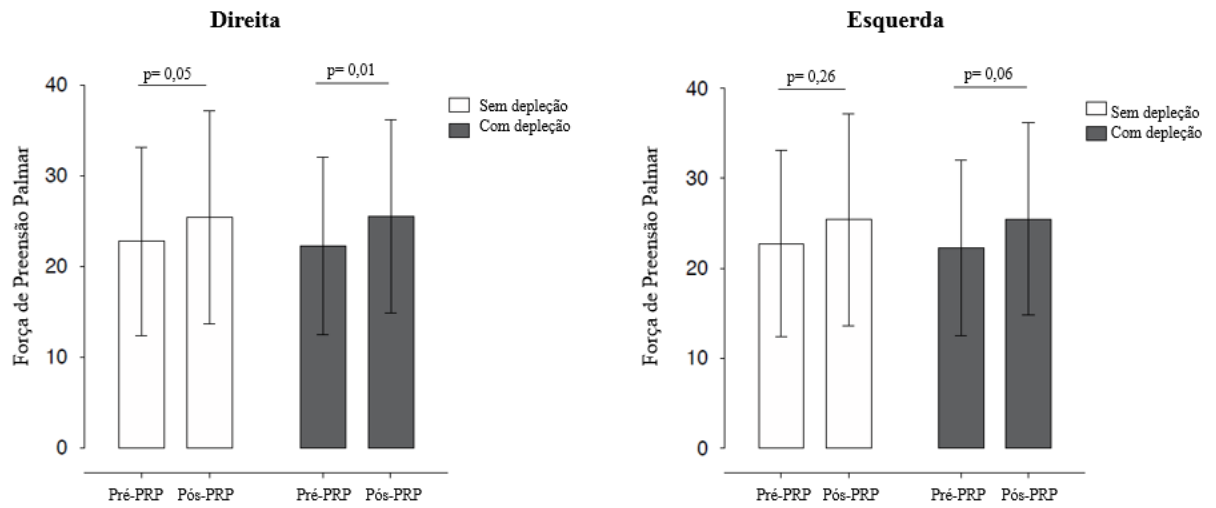 Direita
p= 0,05
p= 0,01
40
30
20
10
0
Força de Preensão Palmar
Sem depleção
Com depleção
Pré-PRP
Pós-PRP
Pré-PRP
Pós-PRP
Esquerda
p= 0,26
p= 0,06
40
30
20
10
0
Força de Preensão Palmar
Sem depleção
Com depleção
Pré-PRP
Pós-PRP
Pré-PRP
Pós-PRP